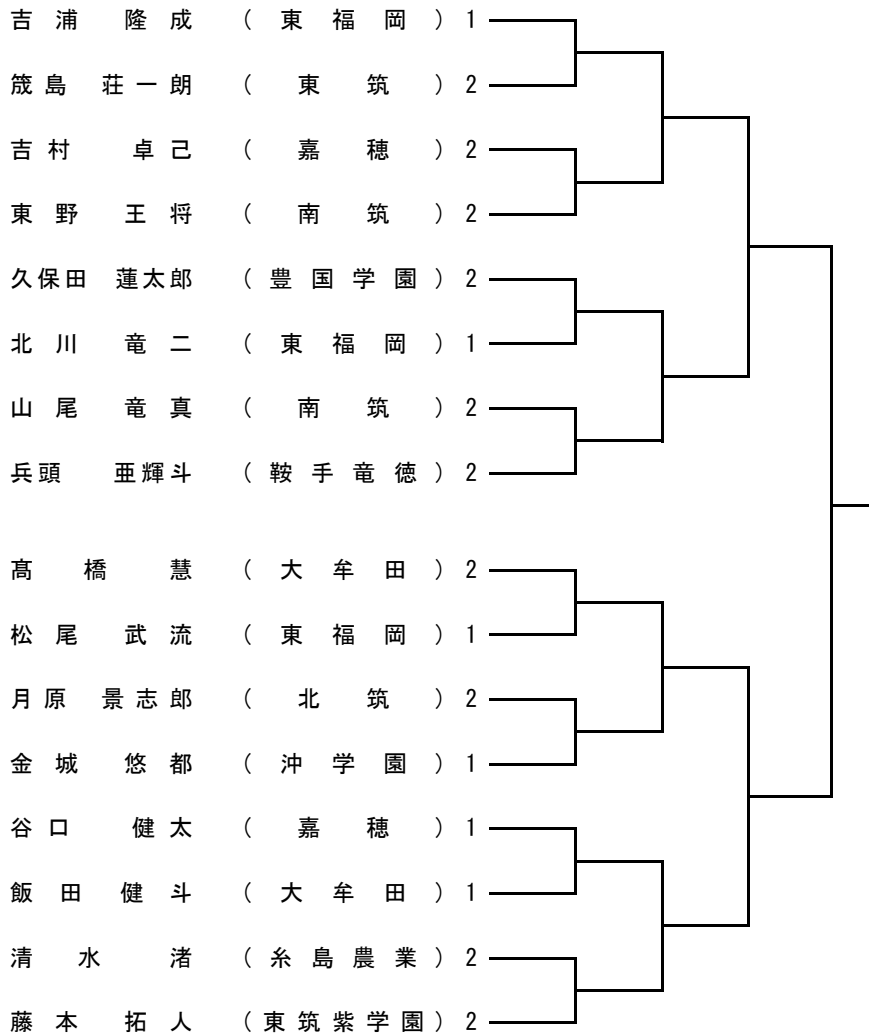 吉浦 隆成 (東福岡) 1
筬島 荘一朗 (東筑) 2
吉村 卓己 (嘉穂) 2
東野 王将 (南筑) 2
久保田 蓮太郎 (豊国学園) 2
北川 竜二 (東福岡) 1
山尾 竜真 (南筑) 2
兵頭 亜輝斗 (鞍手竜徳) 2
髙橋 慧 (大牟田) 2
松尾 武流 (東福岡) 1
月原 景志郎 (北筑) 2
金城 悠都 (沖学園) 1
谷口 健太 (嘉穂) 1
飯田 健斗 (大牟田) 1
清水 渚 (糸島農業) 2
藤本 拓人 (東筑紫学園) 2